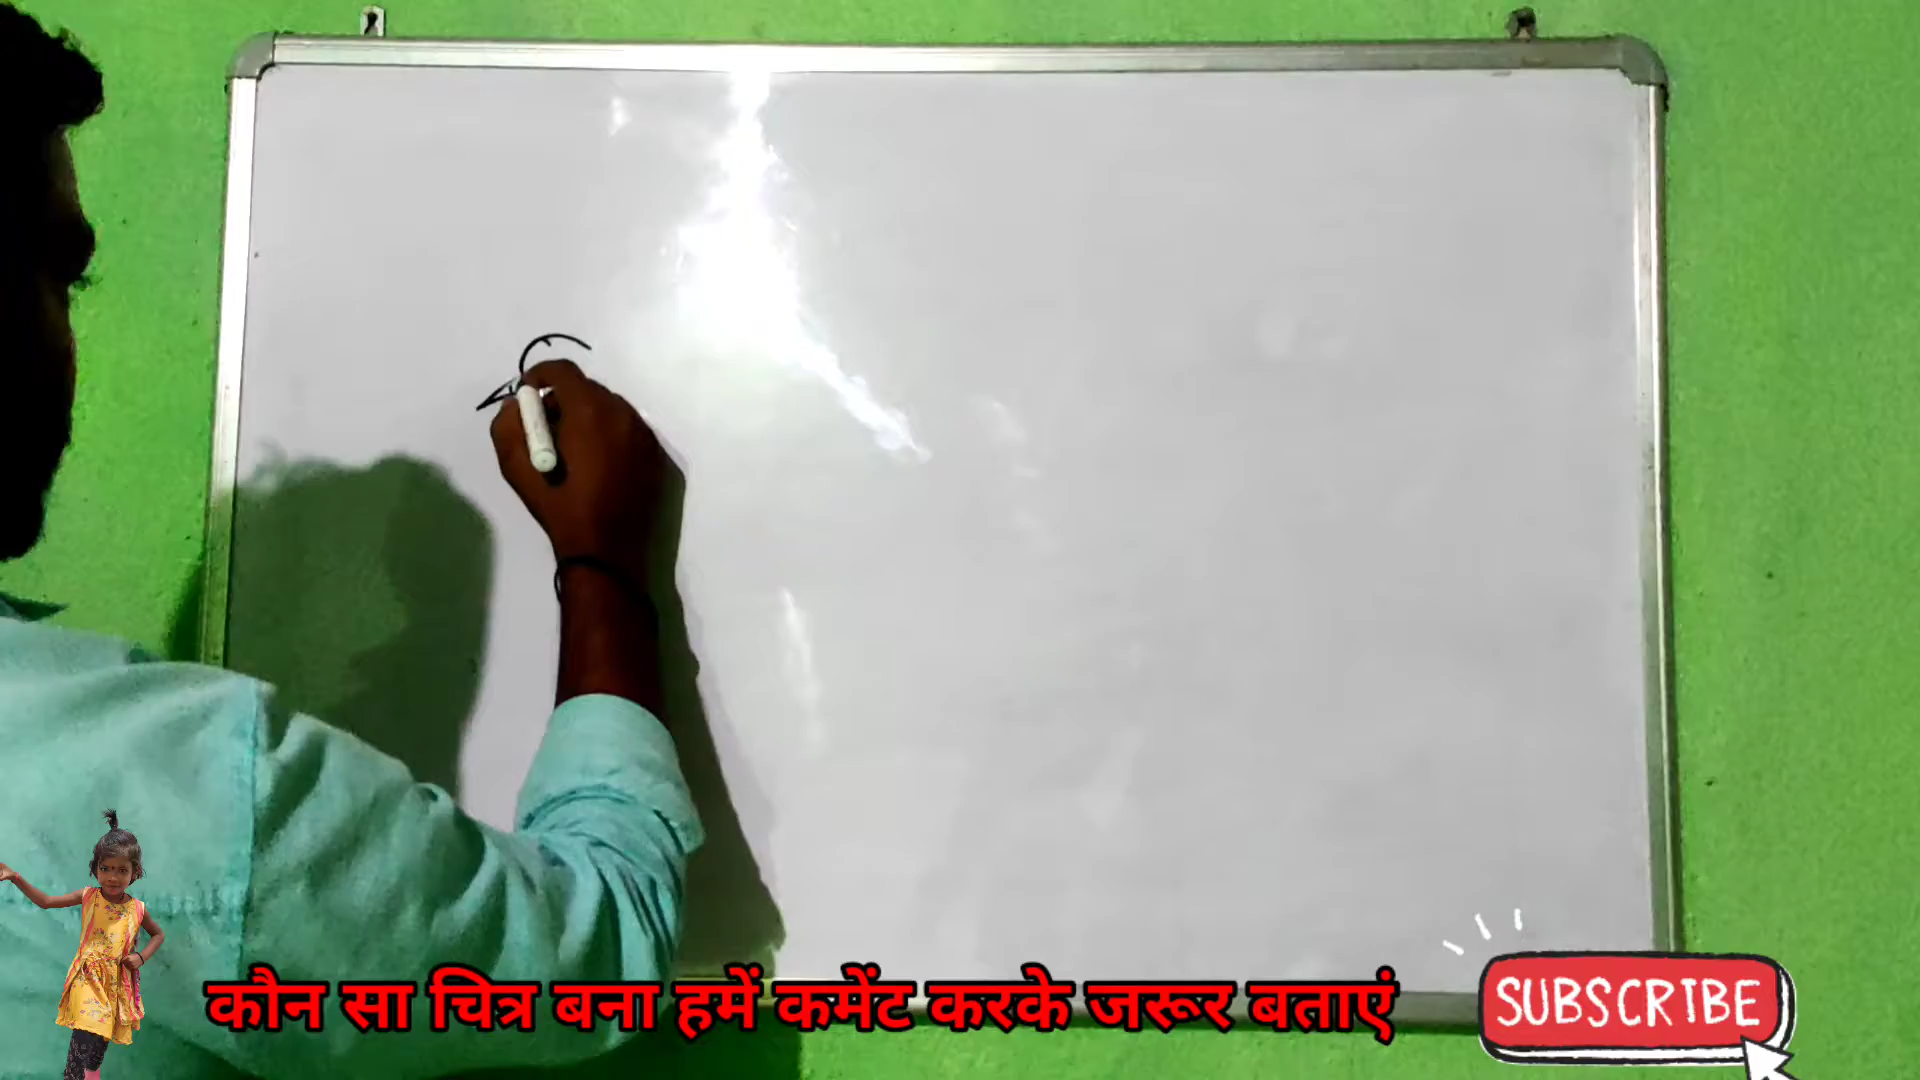 कौन सा चित्र बना हमें कमेंट करके जरूर बताएं
SUBSCRIBE